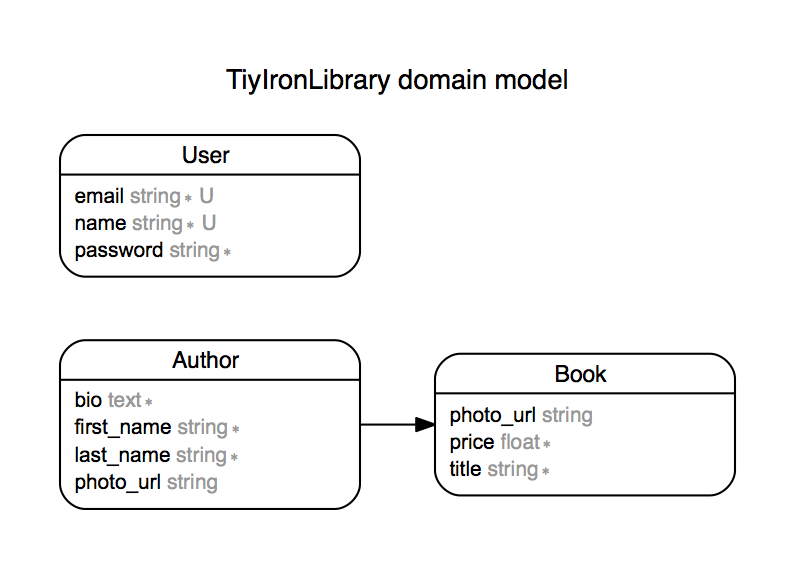 TiyIronLibrary domain model
User
email string * U
name string * U
password string *
Author
bio text *
first_name string *
last_name string *
photo_url string
Book
photo_url string
price float *
title string *